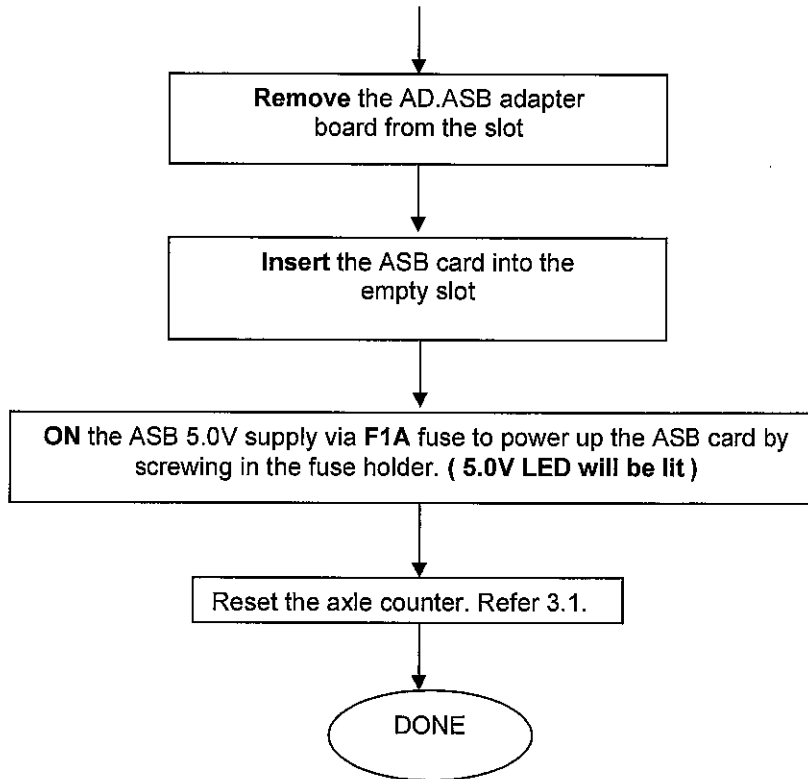 Remove the AD.ASB adapter
board from the slot
Insert the ASB card into the
empty slot
ON the ASB 5.0V supply via F1A fuse to power up the ASB card by
screwing in the fuse holder. ( 5.0V LED will be lit )
Reset the axle counter. Refer 3.1.
DONE